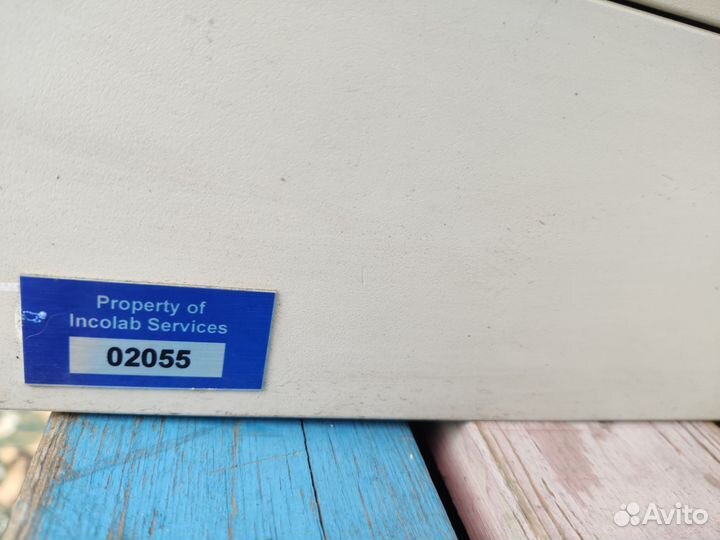 Property of
Incolab Services
02055
Avito